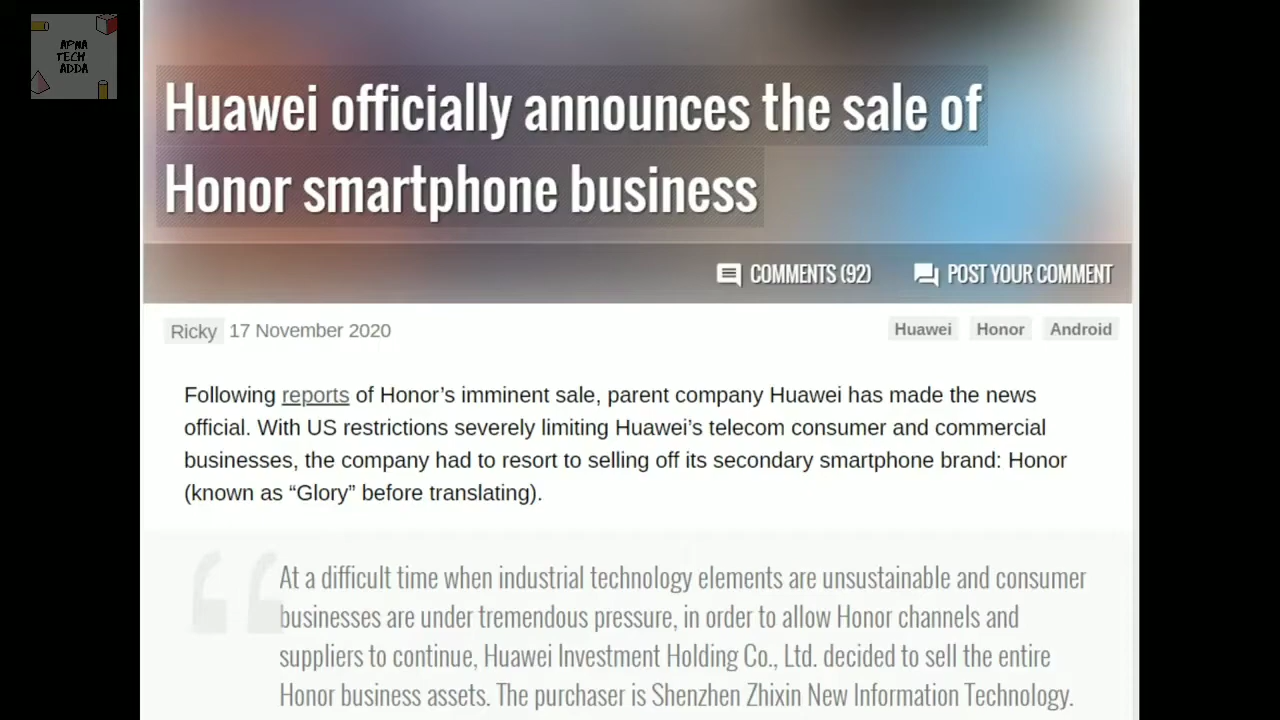 APNA
TECH
ADDA
Huawei officially announces the sale of
Honor smartphone business
COMMENTS (92) POST YOUR COMMENT
Ricky 17 November 2020 Huawei Honor Android
Following reports of Honor’s imminent sale, parent company Huawei has made the news
official. With US restrictions severely limiting Huawei’s telecom consumer and commercial
businesses, the company had to resort to selling off its secondary smartphone brand: Honor
(known as “Glory” before translating).
“
At a difficult time when industrial technology elements are unsustainable and consumer
businesses are under tremendous pressure, in order to allow Honor channels and
suppliers to continue, Huawei Investment Holding Co., Ltd. decided to sell the entire
Honor business assets. The purchaser is Shenzhen Zhixin New Information Technology.